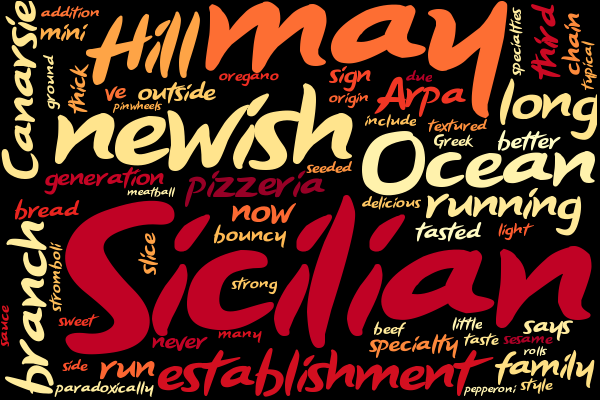 Canarsie
addition
mini
ground
thick
Hill
may
specialties
third
chain
typical
ve
outside
pinwheels
oregano
sign
origin
due
Arpa
include
textured
Greek
long
better
newish
Ocean
generation
meatball
pizzeria
seeded
delicious
running
bread
now
bouncy
tasted
light
branch
stromboli
slice
strong
Sicilian
sauce
sweet
never
many
beef
little
says
specialty
taste
sesame
rolls
side
run
paradoxically
establishment
pepperoni
family
style